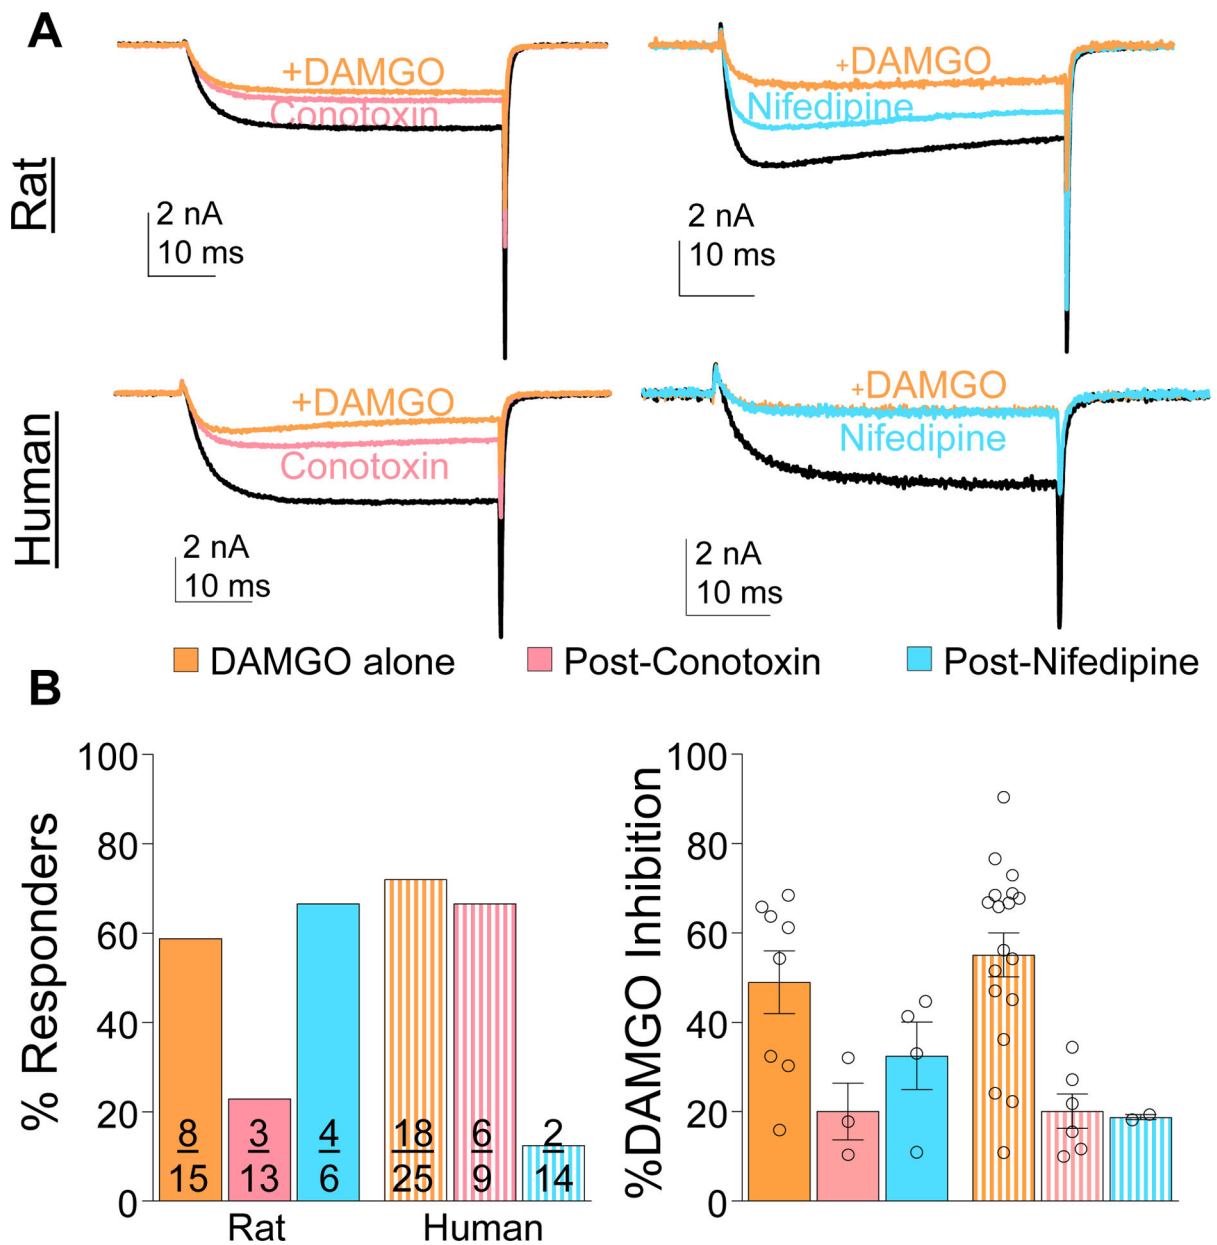 A
Rat
+DAMGO
Conotoxin
2 nA
10 ms
+DAMGO
Nifedipine
2 nA
10 ms
Human
+DAMGO
Conotoxin
2 nA
10 ms
+DAMGO
Nifedipine
2 nA
10 ms
DAMGO alone
Post-Conotoxin
Post-Nifedipine
B
% Responders
100
80
60
40
20
0
8
15
3
13
4
6
18
25
6
9
2
14
Rat
Human
%DAMGO Inhibition
100
80
60
40
20
0